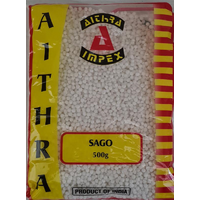 AITHRA
A
IMPEX
AITHRA
SAGO
500g
PRODUCT OF INDIA